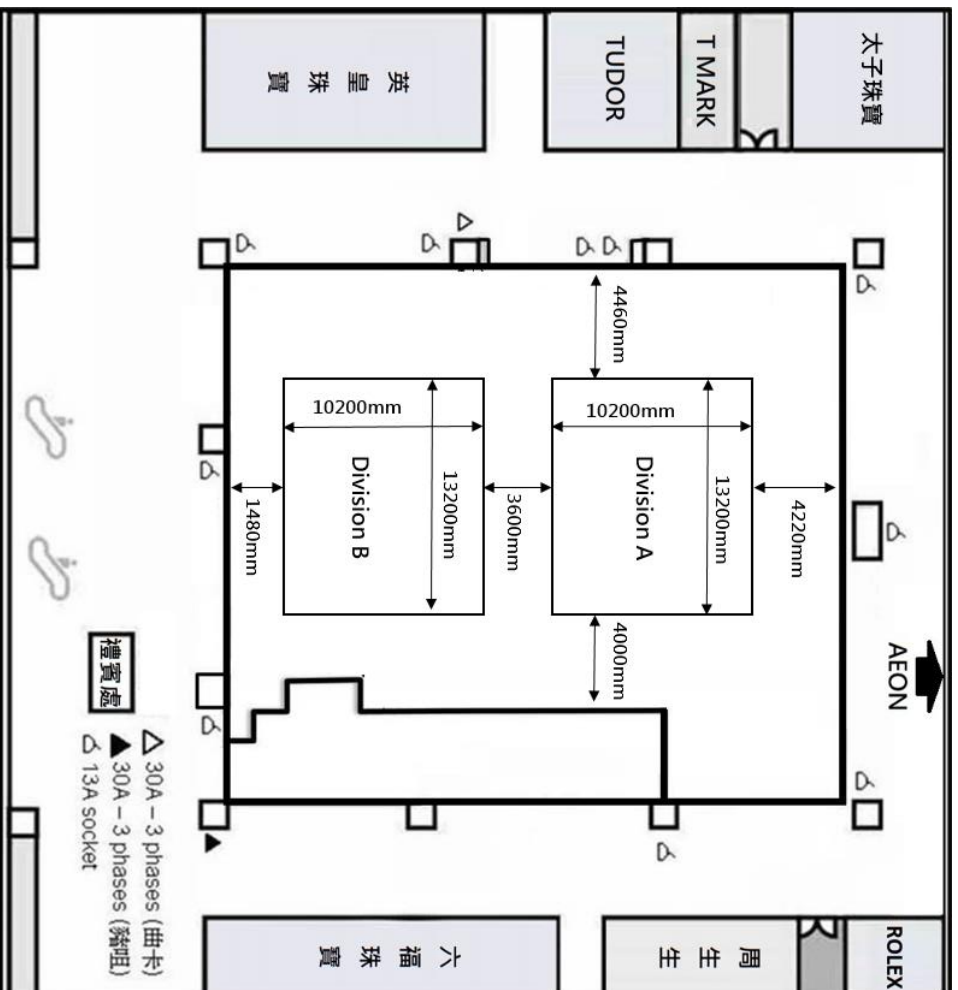 英皇珠寶
TUDOR
T MARK
太子珠寶
4460mm
10200mm
10200mm
13200mm
13200mm
Division B
Division A
1480mm
3600mm
4220mm
4000mm
AEON
禮賓處
30A – 3 phases (曲卡)
30A – 3 phases (豬咀)
13A socket
六福珠寶
周生生
ROLEX